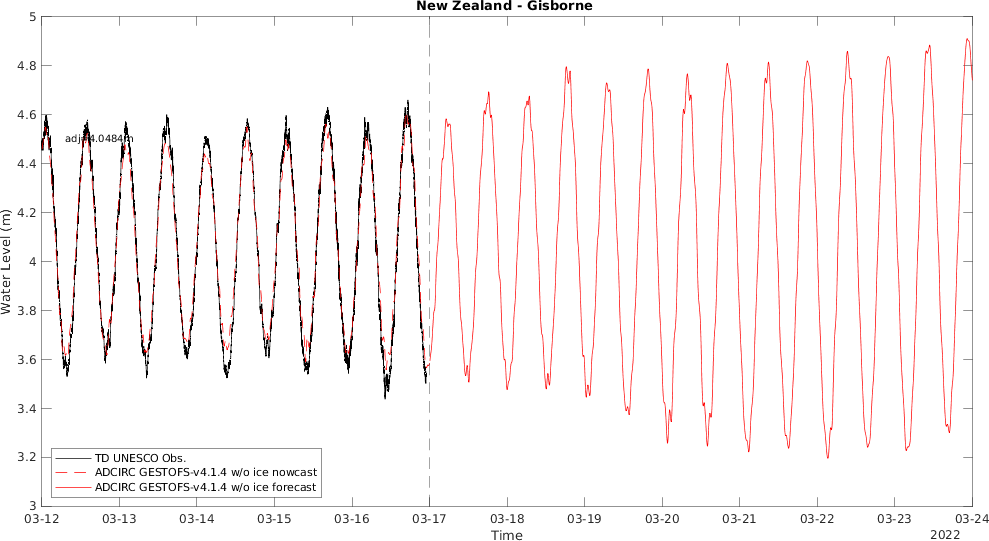 New Zealand - Gisborne
5
4.8
4.6
4.4
4.2
4
3.8
3.6
3.4
3.2
3
Water Level (m)
TD UNESCO Obs.
ADCIRC GESTOFS-v4.1.4 w/o ice nowcast
ADCIRC GESTOFS-v4.1.4 w/o ice forecast
03-12 03-13 03-14 03-15 03-16 03-17 03-18 03-19 03-20 03-21 03-22 03-23 03-24
Time
2022